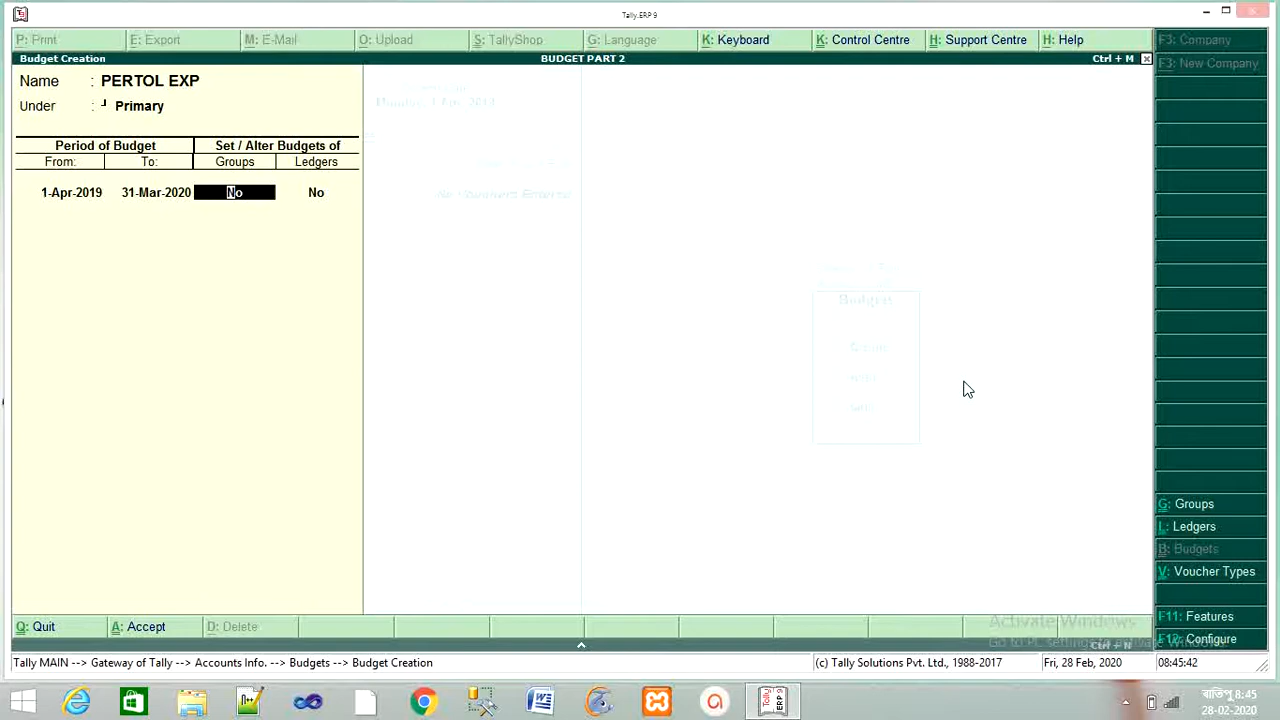 Tally.ERP 9
P: Print E: Export M: E-Mail O: Upload S: TallyShop G: Language K: Keyboard K: Control Centre H: Support Centre H: Help F3: Company
Budget Creation BUDGET PART 2 Ctrl + M F3: New Company
Name : PERTOL EXP
Under : Primary
Period of Budget Set / Alter Budgets of
From: To: Groups Ledgers
1-Apr-2019 31-Mar-2020 No No
Budgets
G: Groups
L: Ledgers
B: Budgets
V: Voucher Types
F11: Features
Activate Windows
F12: Configure
Ctrl + N
Q: Quit A: Accept D: Delete
Tally MAIN --> Gateway of Tally --> Accounts Info. --> Budgets --> Budget Creation (c) Tally Solutions Pvt. Ltd., 1988-2017 Fri, 28 Feb, 2020 08:45:42
8:45
28-02-2020